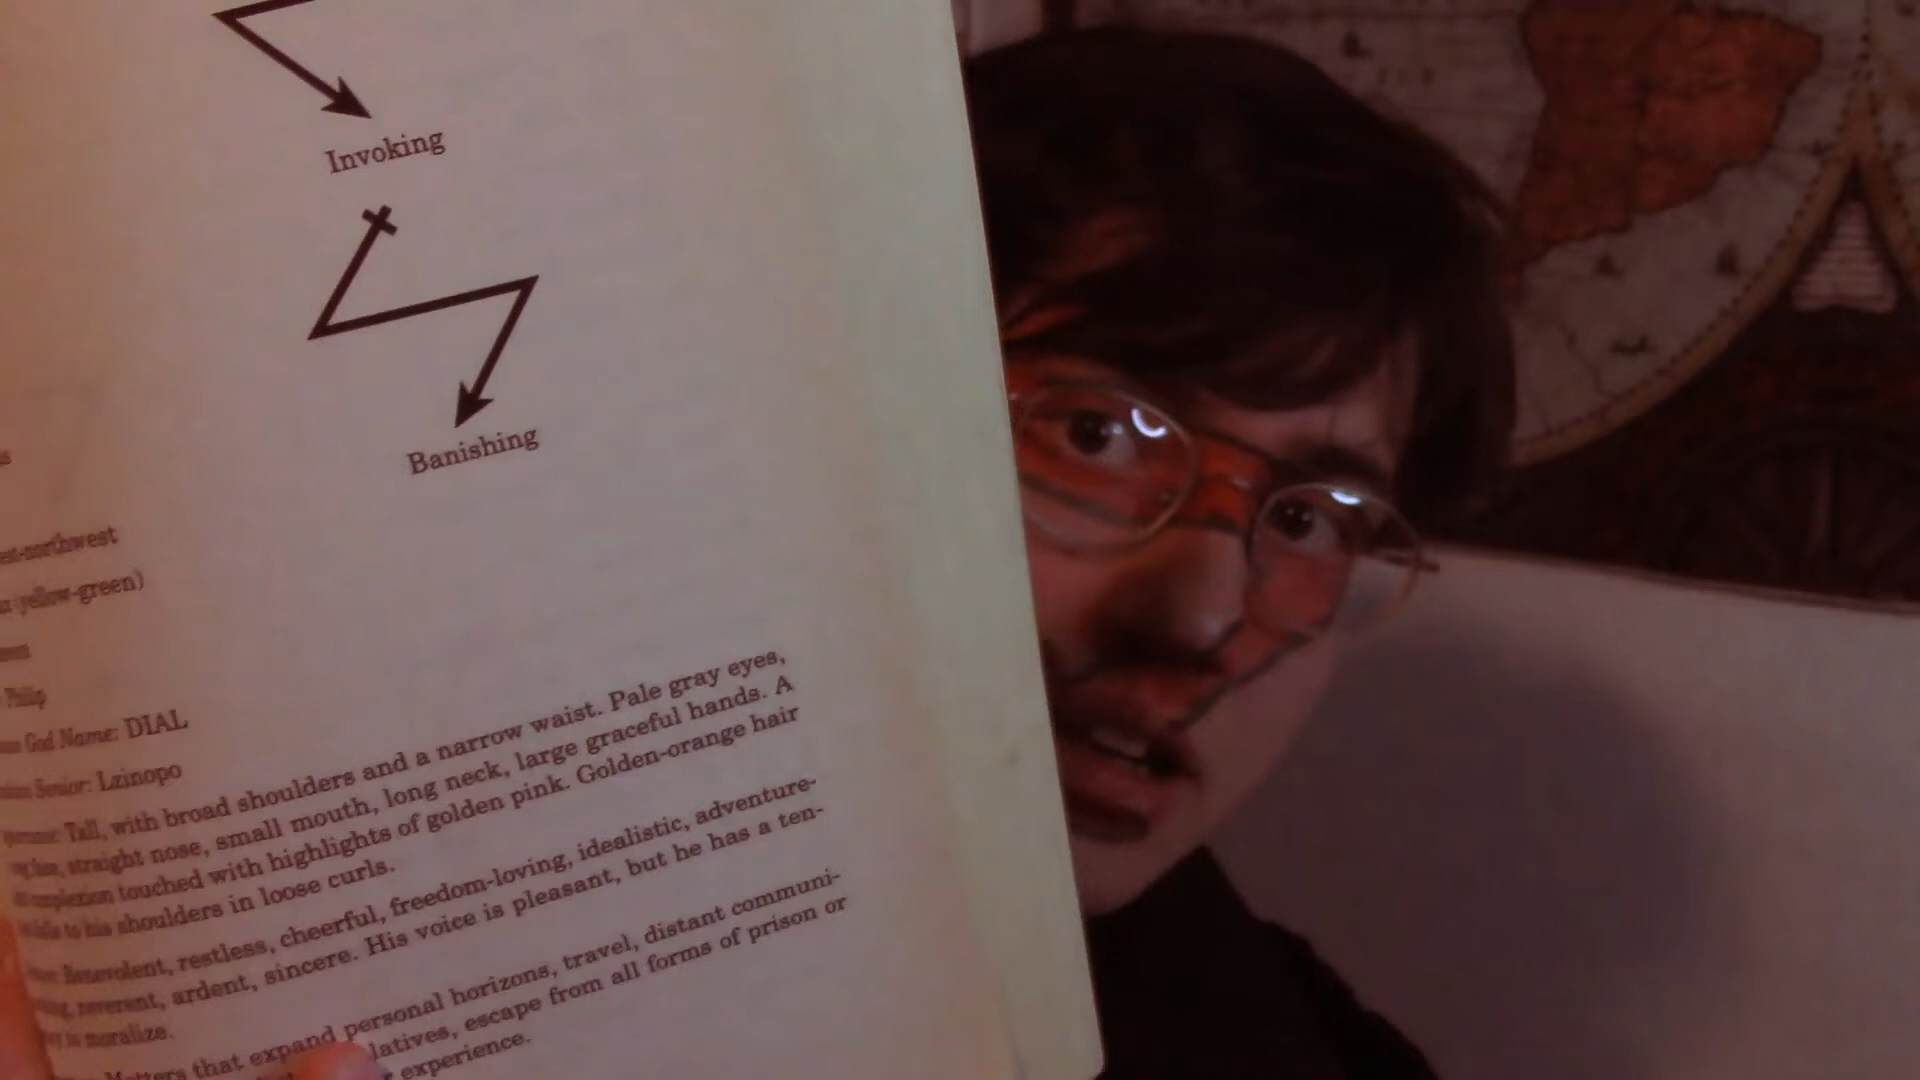 Invoking
Banishing
northwest
(yellow-green)
Philip
God Name: DIAL
Senior: Lzinopo
Tall, with broad shoulders and a narrow waist. Pale gray eyes,
straight nose, small mouth, long neck, large graceful hands. A
complexion touched with highlights of golden pink. Golden-orange hair
to his shoulders in loose curls.
Benevolent, restless, cheerful, freedom-loving, idealistic, adventure-
reverent, ardent, sincere. His voice is pleasant, but he has a ten-
to moralize.
Matters that expand personal horizons, travel, distant communi-
latives, escape from all forms of prison or
experience.